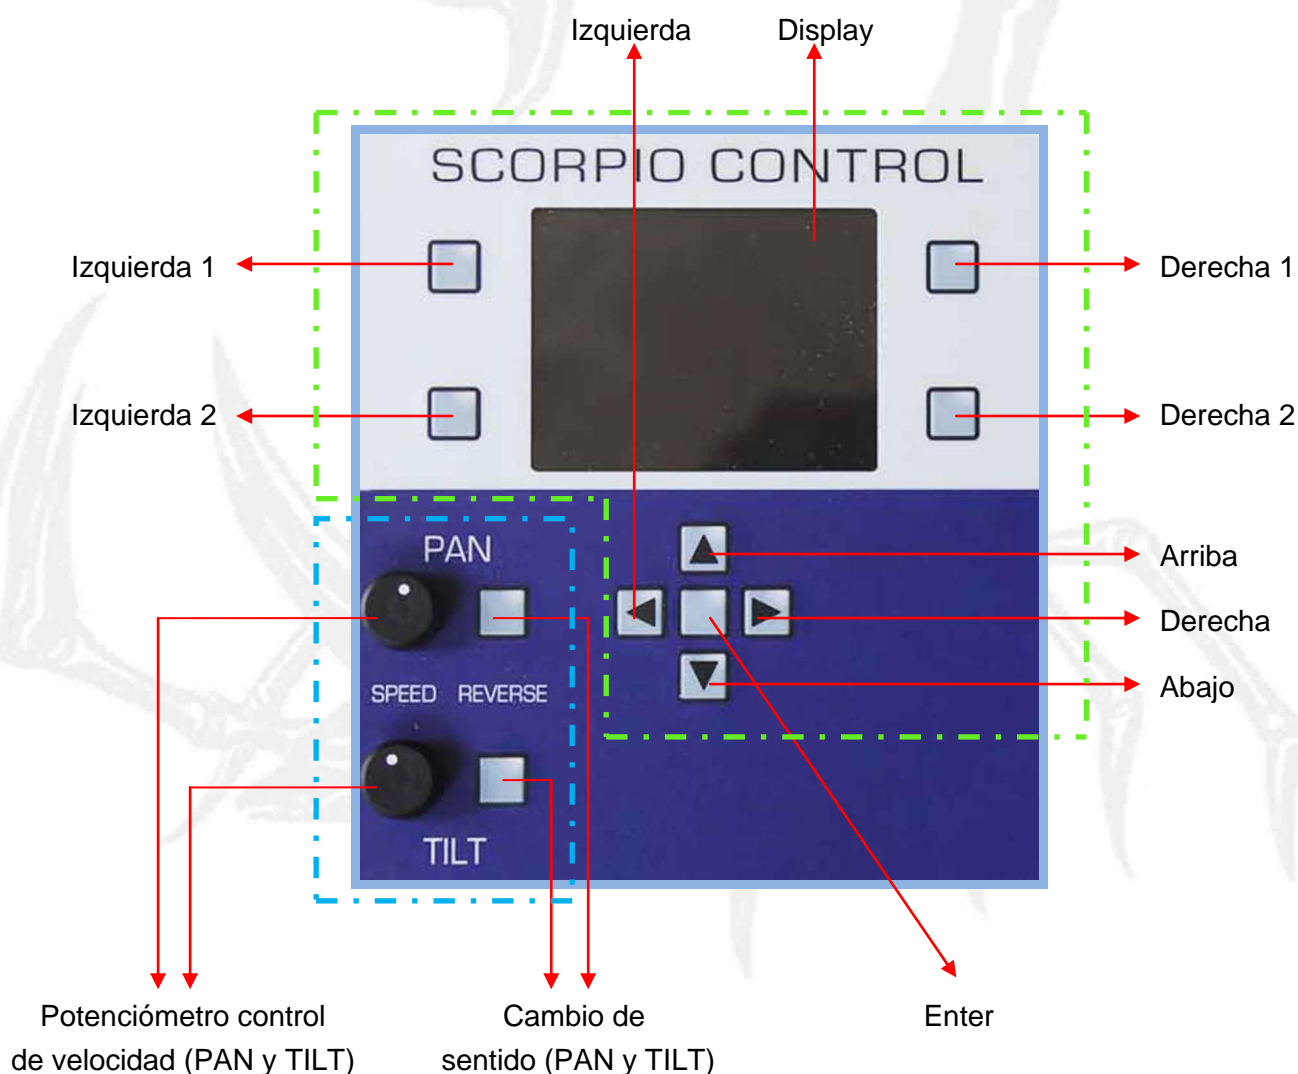 Izquierda
Display
SCORPIO CONTROL
Izquierda 1
Derecha 1
Izquierda 2
Derecha 2
PAN
Arriba
Derecha
SPEED REVERSE
Abajo
TILT
Potenciómetro control
de velocidad (PAN y TILT)
Cambio de
sentido (PAN y TILT)
Enter